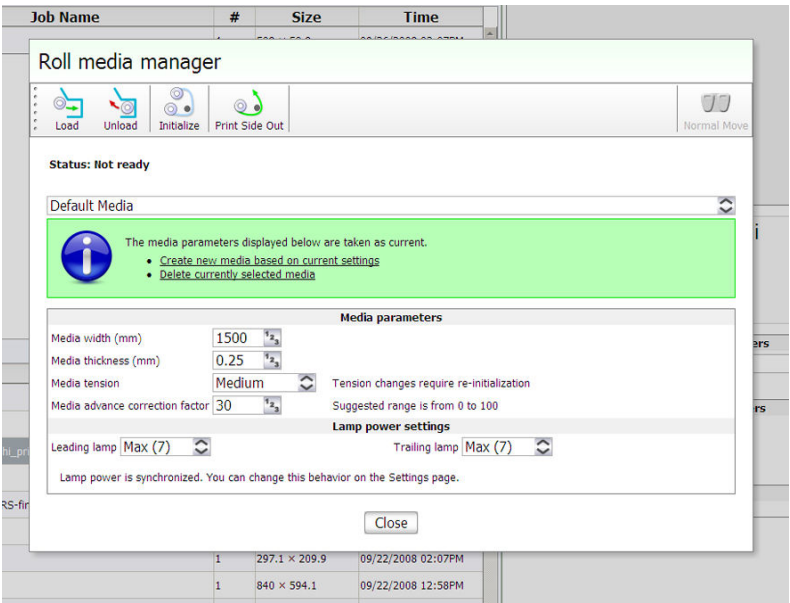 Job Name # Size Time
Roll media manager
Load Unload Initialize Print Side Out Normal Move
Status: Not ready
Default Media
The media parameters displayed below are taken as current.
• Create new media based on current settings
• Delete currently selected media
Media parameters
Media width (mm) 1500
Media thickness (mm) 0.25
Media tension Medium Tension changes require re-initialization
Media advance correction factor 30 Suggested range is from 0 to 100
Lamp power settings
Leading lamp Max (7) Trailing lamp Max (7)
Lamp power is synchronized. You can change this behavior on the Settings page.
Close
1 297.1 × 209.9 09/22/2008 02:07PM
1 840 × 594.1 09/22/2008 12:58PM